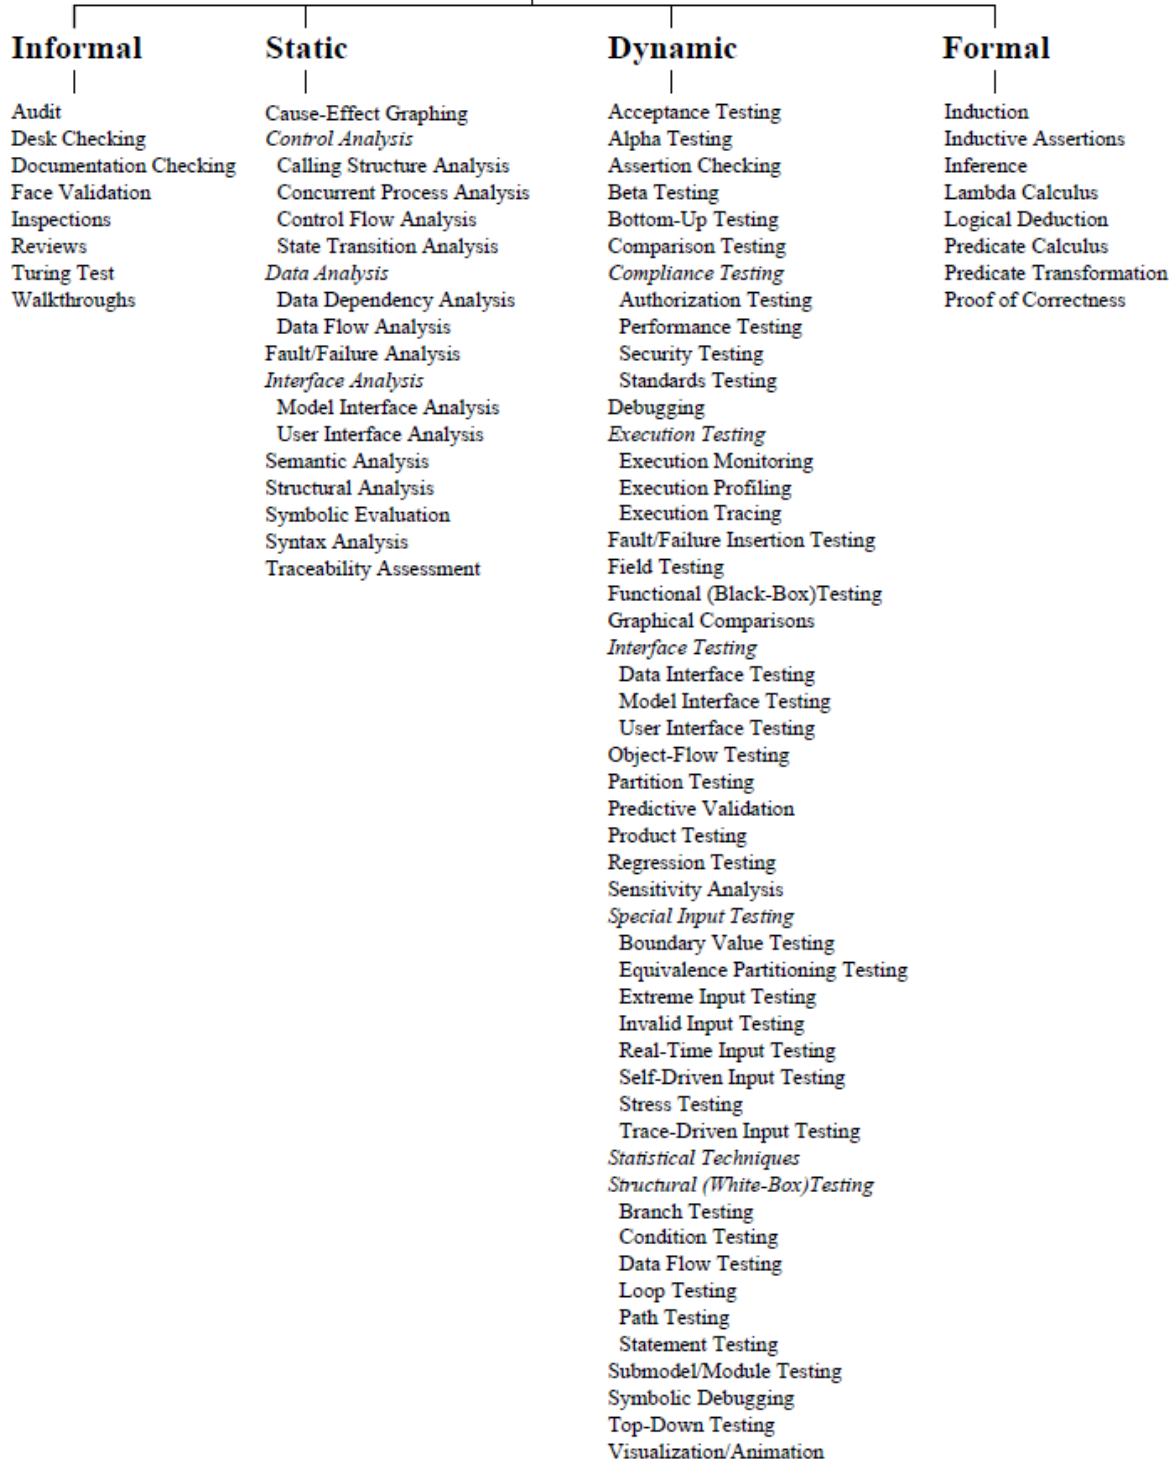 Informal
Audit
Desk Checking
Documentation Checking
Face Validation
Inspections
Reviews
Turing Test
Walkthroughs
Static
Cause-Effect Graphing
Control Analysis
Calling Structure Analysis
Concurrent Process Analysis
Control Flow Analysis
State Transition Analysis
Data Analysis
Data Dependency Analysis
Data Flow Analysis
Fault/Failure Analysis
Interface Analysis
Model Interface Analysis
User Interface Analysis
Semantic Analysis
Structural Analysis
Symbolic Evaluation
Syntax Analysis
Traceability Assessment
Dynamic
Acceptance Testing
Alpha Testing
Assertion Checking
Beta Testing
Bottom-Up Testing
Comparison Testing
Compliance Testing
Authorization Testing
Performance Testing
Security Testing
Standards Testing
Debugging
Execution Testing
Execution Monitoring
Execution Profiling
Execution Tracing
Fault/Failure Insertion Testing
Field Testing
Functional (Black-Box)Testing
Graphical Comparisons
Interface Testing
Data Interface Testing
Model Interface Testing
User Interface Testing
Object-Flow Testing
Partition Testing
Predictive Validation
Product Testing
Regression Testing
Sensitivity Analysis
Special Input Testing
Boundary Value Testing
Equivalence Partitioning Testing
Extreme Input Testing
Invalid Input Testing
Real-Time Input Testing
Self-Driven Input Testing
Stress Testing
Trace-Driven Input Testing
Statistical Techniques
Structural (White-Box)Testing
Branch Testing
Condition Testing
Data Flow Testing
Loop Testing
Path Testing
Statement Testing
Submodel/Module Testing
Symbolic Debugging
Top-Down Testing
Visualization/Animation
Formal
Induction
Inductive Assertions
Inference
Lambda Calculus
Logical Deduction
Predicate Calculus
Predicate Transformation
Proof of Correctness